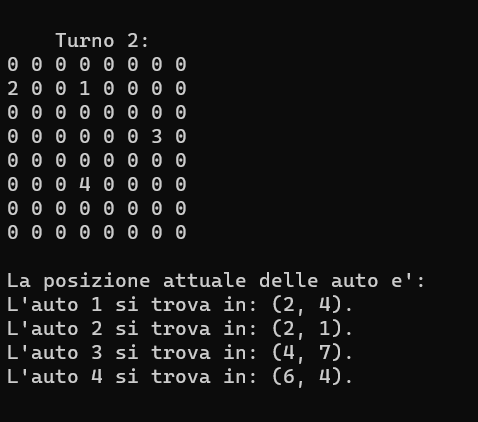 Turno 2:
0 0 0 0 0 0 0 0
2 0 0 1 0 0 0 0
0 0 0 0 0 0 0 0
0 0 0 0 0 0 3 0
0 0 0 0 0 0 0 0
0 0 0 4 0 0 0 0
0 0 0 0 0 0 0 0
0 0 0 0 0 0 0 0
La posizione attuale delle auto e':
L'auto 1 si trova in: (2, 4).
L'auto 2 si trova in: (2, 1).
L'auto 3 si trova in: (4, 7).
L'auto 4 si trova in: (6, 4).